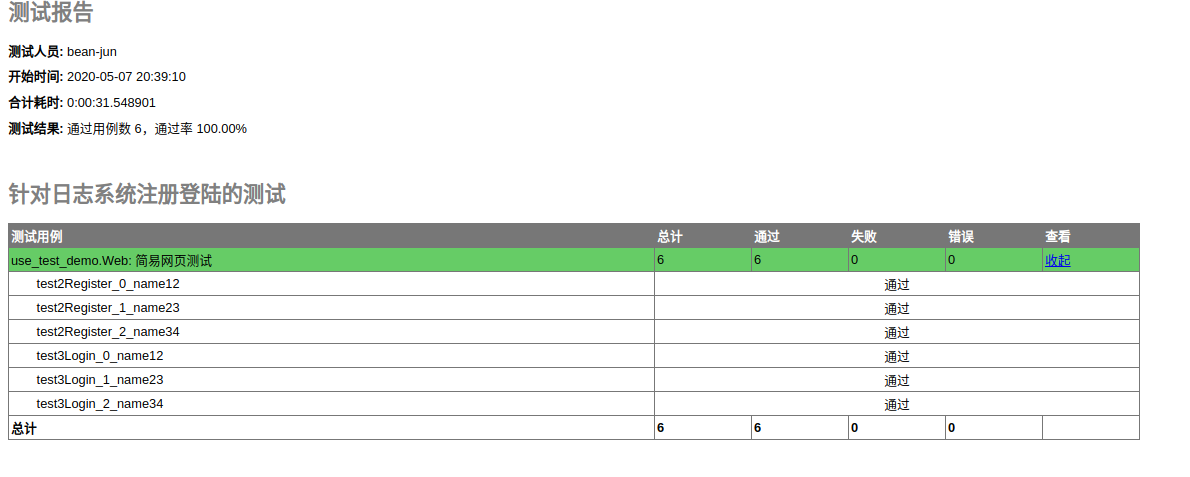 测试报告
测试人员: bean-jun
开始时间: 2020-05-07 20:39:10
合计耗时: 0:00:31.548901
测试结果: 通过用例数 6，通过率 100.00%
针对日志系统注册登陆的测试
测试用例 总计 通过 失败 错误 查看
use_test_demo.Web: 简易网页测试 6 6 0 0 收起
test2Register_0_name12 通过
test2Register_1_name23 通过
test2Register_2_name34 通过
test3Login_0_name12 通过
test3Login_1_name23 通过
test3Login_2_name34 通过
总计 6 6 0 0